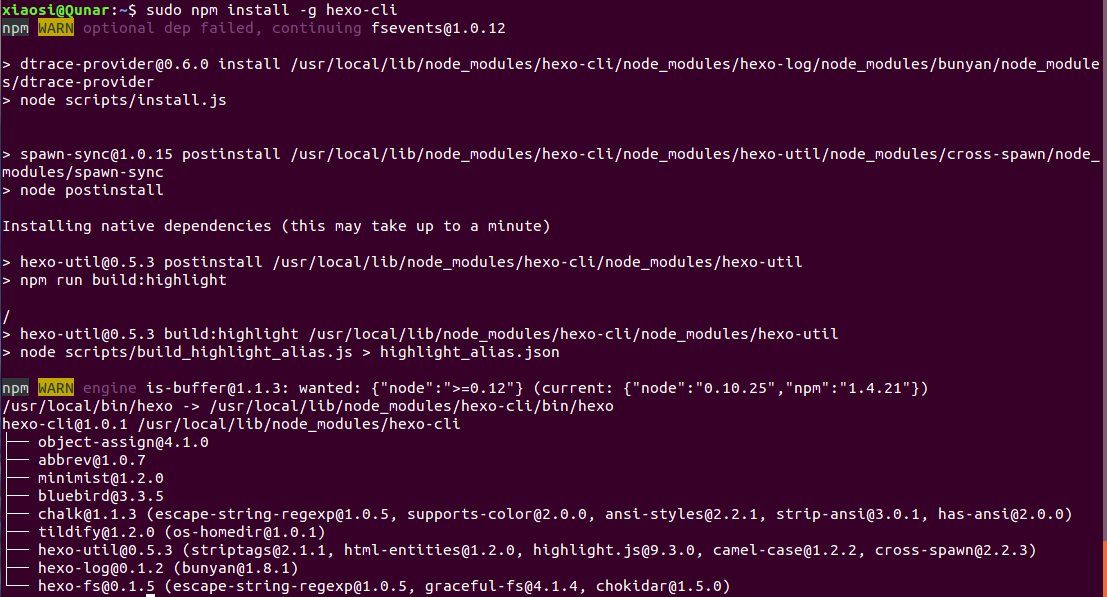 xiaosi@Qunar:~$ sudo npm install -g hexo-cli
npm WARN optional dep failed, continuing fsevents@1.0.12
> dtrace-provider@0.6.0 install /usr/local/lib/node_modules/hexo-cli/node_modules/hexo-log/node_modules/bunyan/node_module
s/dtrace-provider
> node scripts/install.js
> spawn-sync@1.0.15 postinstall /usr/local/lib/node_modules/hexo-cli/node_modules/hexo-util/node_modules/cross-spawn/node_
modules/spawn-sync
> node postinstall
Installing native dependencies (this may take up to a minute)
> hexo-util@0.5.3 postinstall /usr/local/lib/node_modules/hexo-cli/node_modules/hexo-util
> npm run build:highlight
/
> hexo-util@0.5.3 build:highlight /usr/local/lib/node_modules/hexo-cli/node_modules/hexo-util
> node scripts/build_highlight_alias.js > highlight_alias.json
npm WARN engine is-buffer@1.1.3: wanted: {"node":">=0.12"} (current: {"node":"0.10.25","npm":"1.4.21"})
/usr/local/bin/hexo -> /usr/local/lib/node_modules/hexo-cli/bin/hexo
hexo-cli@1.0.1 /usr/local/lib/node_modules/hexo-cli
├── object-assign@4.1.0
├── abbrev@1.0.7
├── minimist@1.2.0
├── bluebird@3.3.5
├── chalk@1.1.3 (escape-string-regexp@1.0.5, supports-color@2.0.0, ansi-styles@2.2.1, strip-ansi@3.0.1, has-ansi@2.0.0)
├── tildify@1.2.0 (os-homedir@1.0.1)
├── hexo-util@0.5.3 (striptags@2.1.1, html-entities@1.2.0, highlight.js@9.3.0, camel-case@1.2.2, cross-spawn@2.2.3)
├── hexo-log@0.1.2 (bunyan@1.8.1)
└── hexo-fs@0.1.5 (escape-string-regexp@1.0.5, graceful-fs@4.1.4, chokidar@1.5.0)